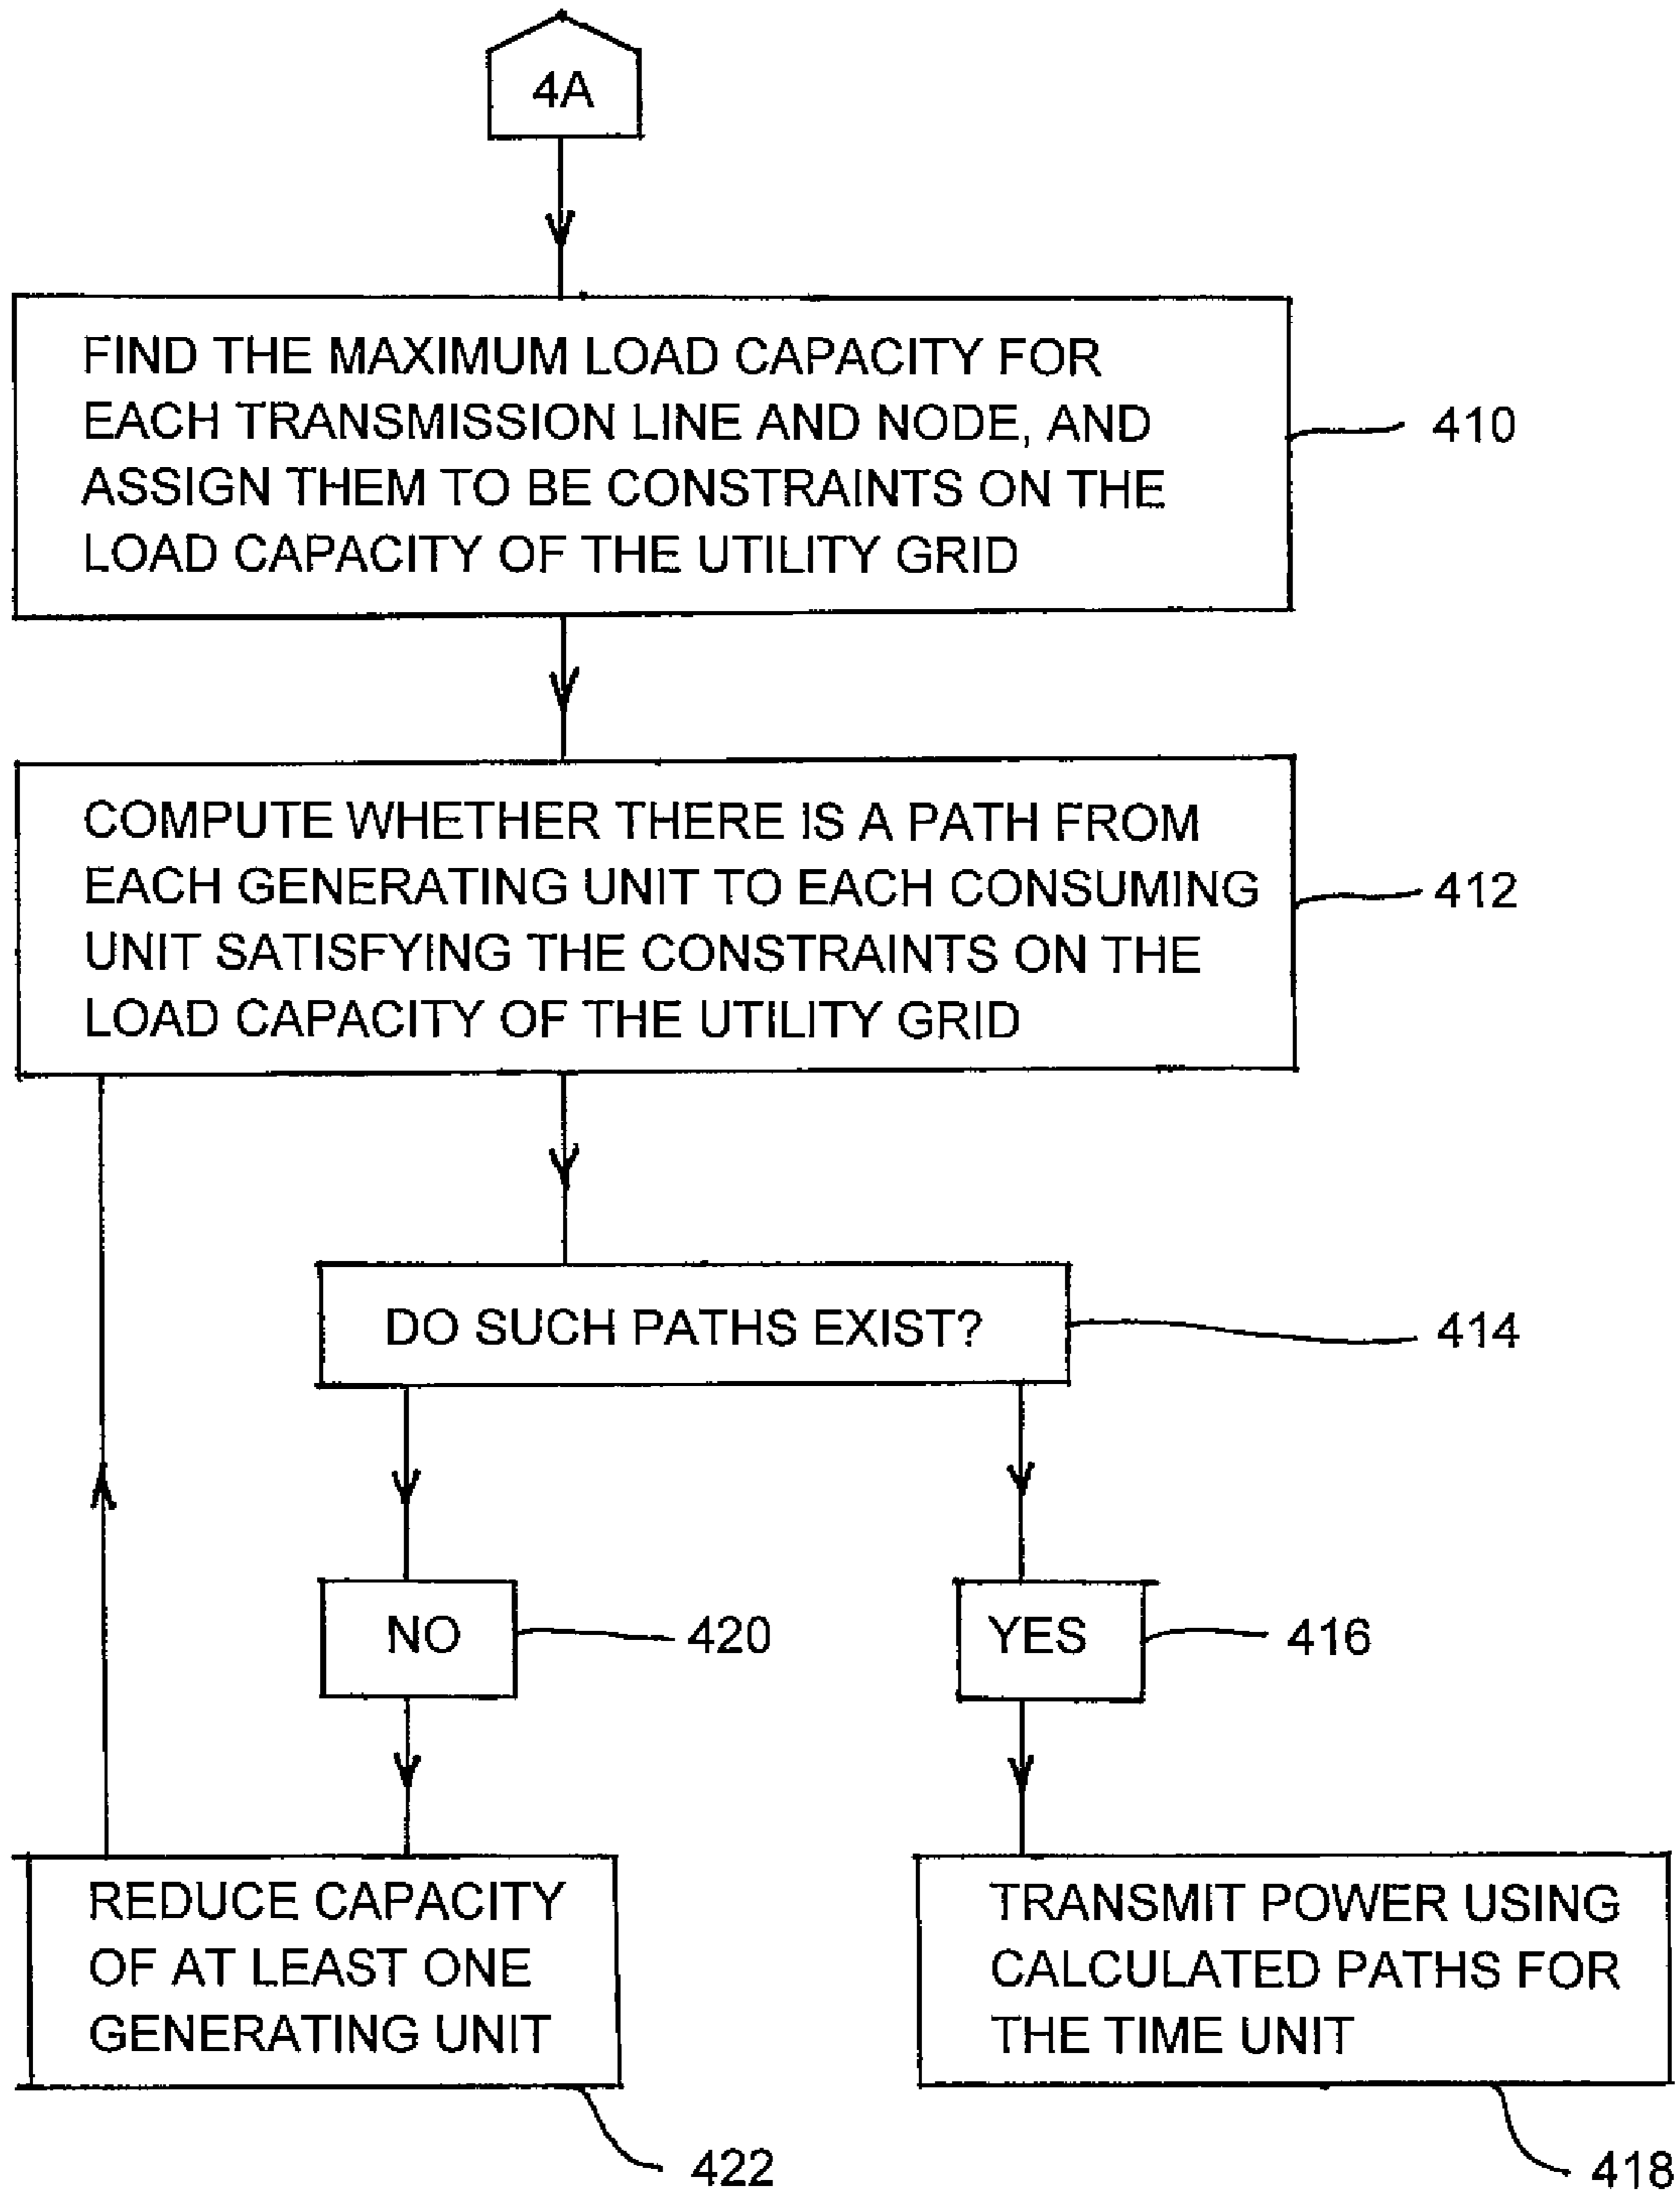 4A
FIND THE MAXIMUM LOAD CAPACITY FOR
EACH TRANSMISSION LINE AND NODE, AND
ASSIGN THEM TO BE CONSTRAINTS ON THE
LOAD CAPACITY OF THE UTILITY GRID
410
COMPUTE WHETHER THERE IS A PATH FROM
EACH GENERATING UNIT TO EACH CONSUMING
UNIT SATISFYING THE CONSTRAINTS ON THE
LOAD CAPACITY OF THE UTILITY GRID
412
DO SUCH PATHS EXIST?
414
NO
420
YES
416
REDUCE CAPACITY
OF AT LEAST ONE
GENERATING UNIT
422
TRANSMIT POWER USING
CALCULATED PATHS FOR
THE TIME UNIT
418